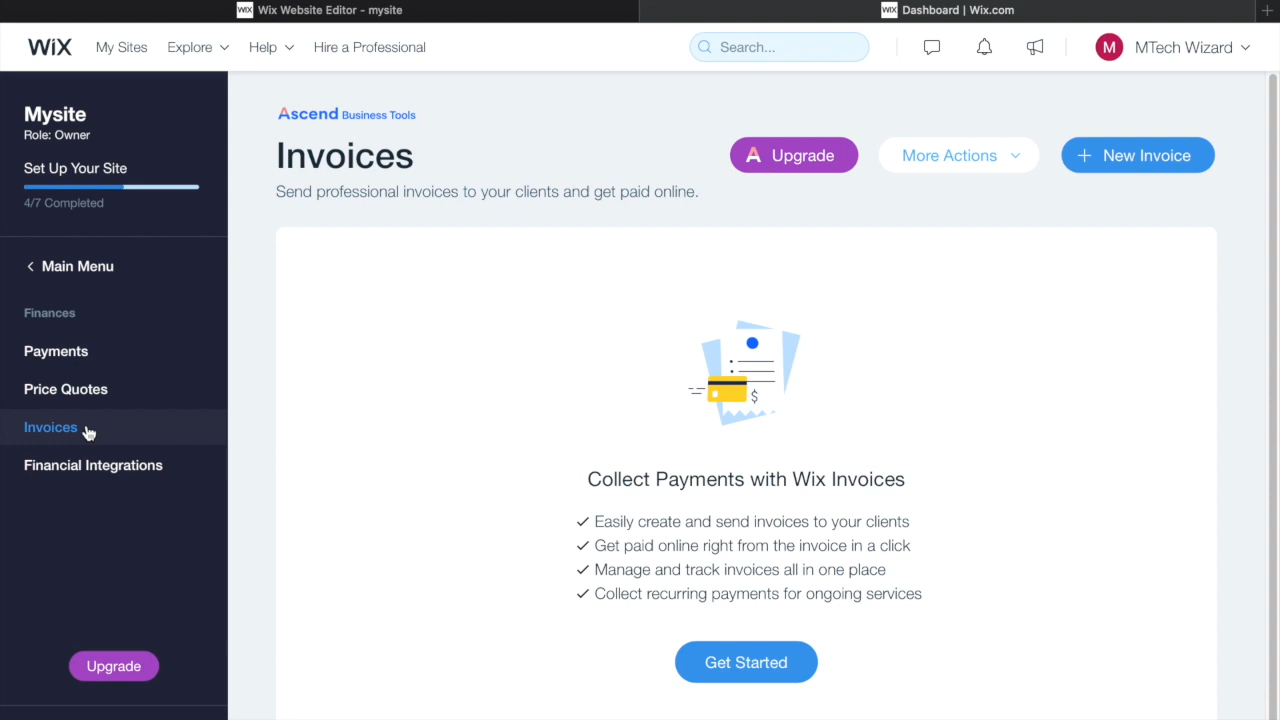 WIX Wix Website Editor - mysite
WIX Dashboard | Wix.com
WIX My Sites Explore Help Hire a Professional Search... M MTech Wizard
Mysite
Role: Owner
Set Up Your Site
4/7 Completed
Main Menu
Finances
Payments
Price Quotes
Invoices
Financial Integrations
Upgrade
Ascend Business Tools
Invoices
Send professional invoices to your clients and get paid online.
A Upgrade
More Actions
+ New Invoice
$
Collect Payments with Wix Invoices
✓ Easily create and send invoices to your clients
✓ Get paid online right from the invoice in a click
✓ Manage and track invoices all in one place
✓ Collect recurring payments for ongoing services
Get Started